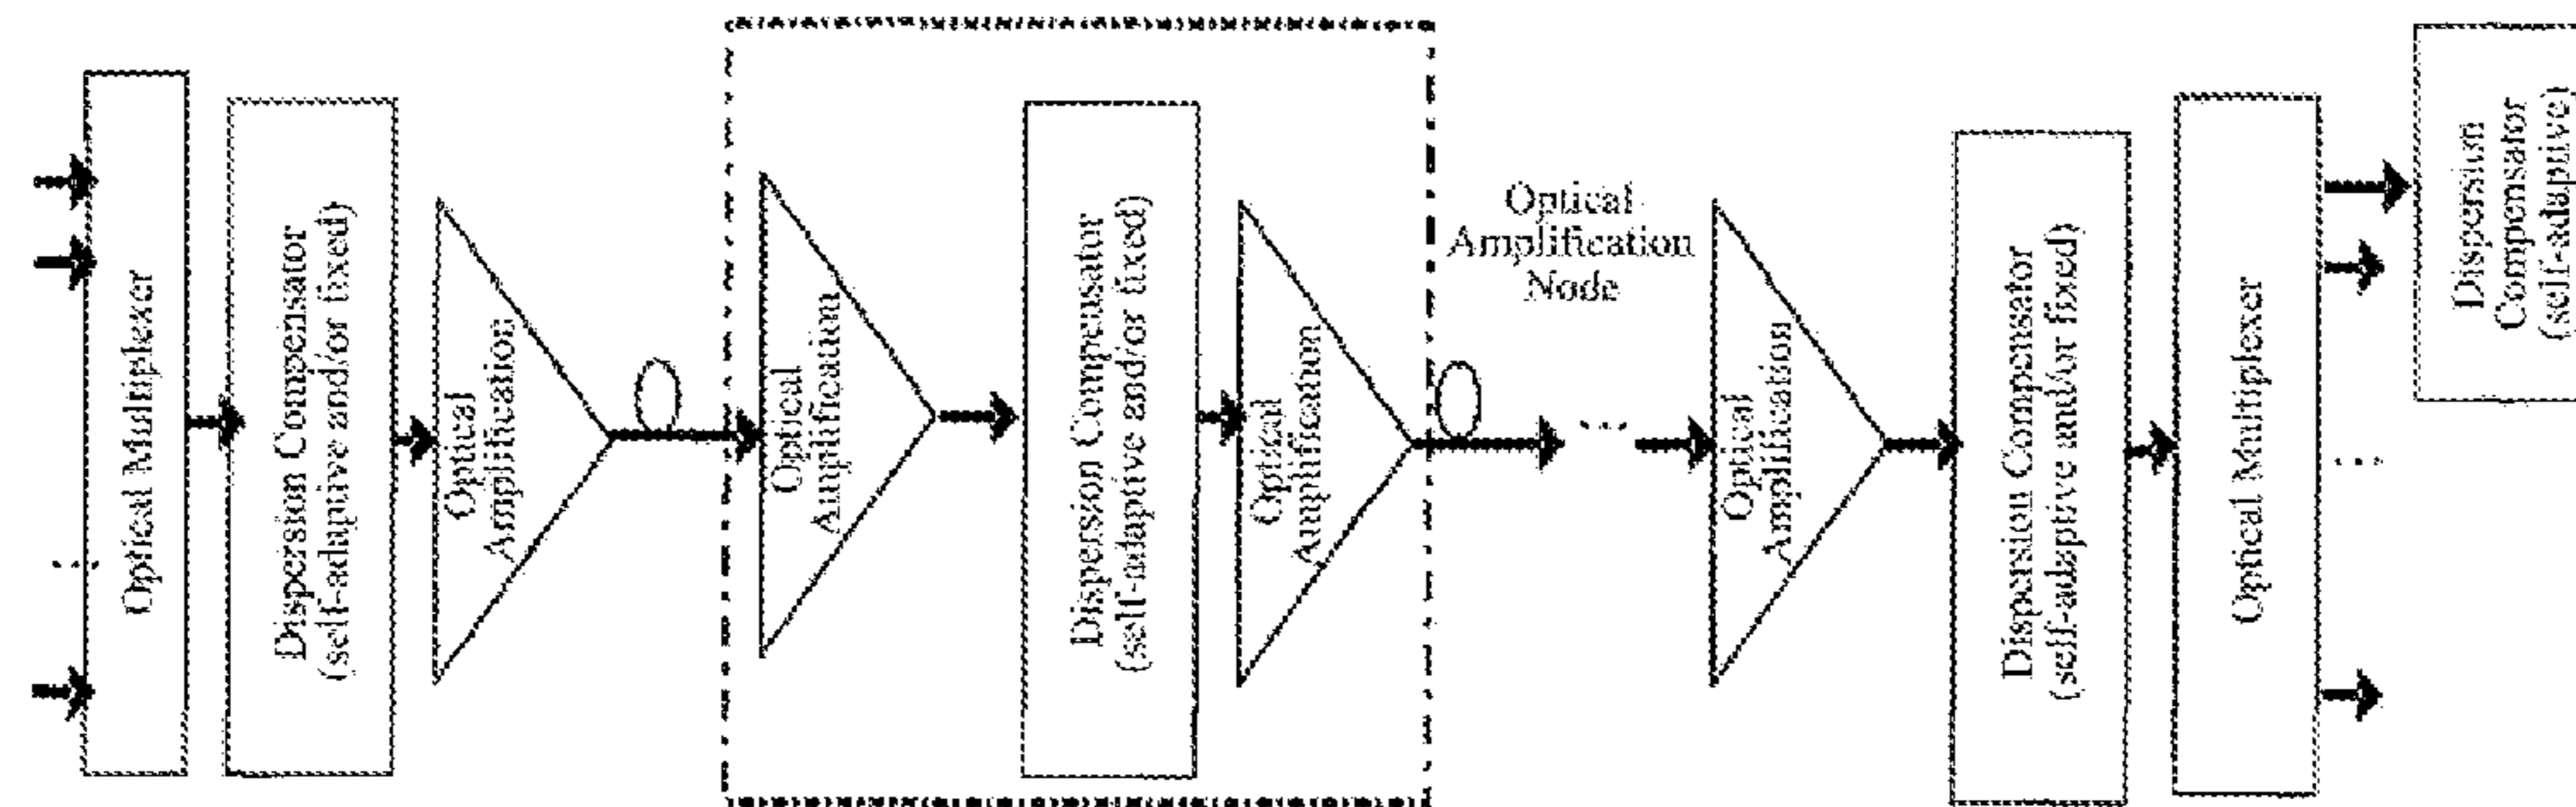 Optical Multiplexer
Dispersion Compensator
(self-adaptive and/or fixed)
Optical
Amplification
Optical
Amplification
Dispersion Compensator
(self-adaptive and/or fixed)
Optical
Amplification
Optical
Amplification
Node
Optical
Amplification
Dispersion Compensator
(self-adaptive and/or fixed)
Optical Multiplexer
Dispersion
Compensator
(self-adaptive)